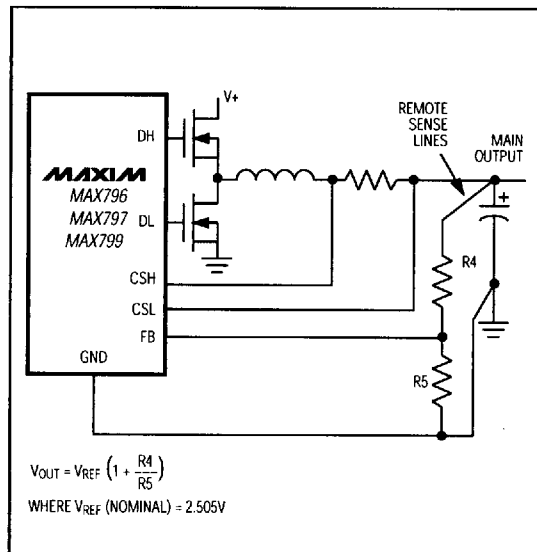 V+
REMOTE
SENSE
LINES
MAIN
OUTPUT
DH
MAXIM
MAX796
MAX797
MAX799
DL
+
CSH
R4
CSL
FB
GND
R5
VOUT = VREF (1 + R4/R5)
WHERE VREF (NOMINAL) = 2.505V